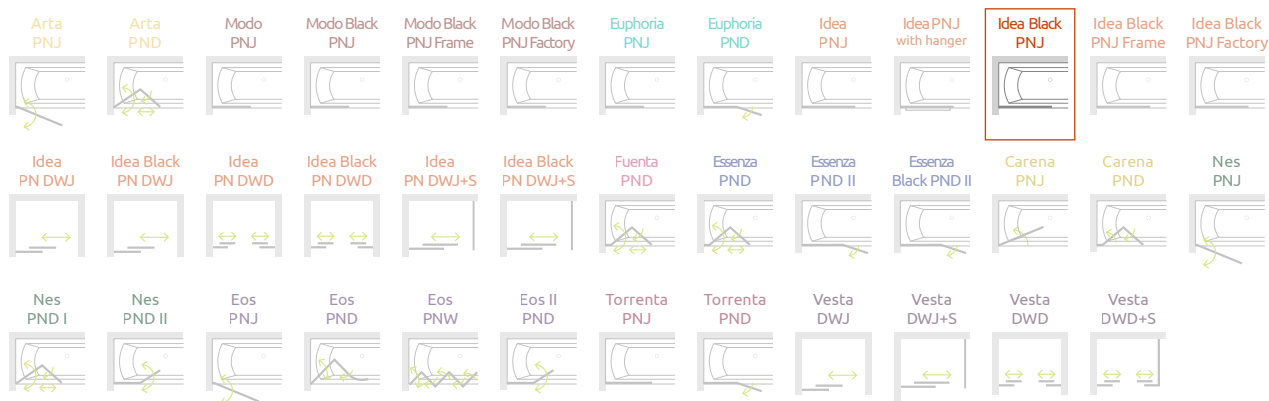 Arta
PNJ
Arta
PND
Modo
PNJ
Modo Black
PNJ
Modo Black
PNJ Frame
Modo Black
PNJ Factory
Euphoria
PNJ
Euphoria
PND
Idea
PNJ
Idea PNJ
with hanger
Idea Black
PNJ
Idea Black
PNJ Frame
Idea Black
PNJ Factory
Idea
PN DWJ
Idea Black
PN DWJ
Idea
PN DWD
Idea Black
PN DWD
Idea
PN DWJ+S
Idea Black
PN DWJ+S
Fuenta
PND
Essenza
PND
Essenza
PND II
Essenza
Black PND II
Carena
PNJ
Carena
PND
Nes
PNJ
Nes
PND I
Nes
PND II
Eos
PNJ
Eos
PND
Eos
PNW
Eos II
PND
Torrenta
PNJ
Torrenta
PND
Vesta
DWJ
Vesta
DWJ+S
Vesta
DWD
Vesta
DWD+S